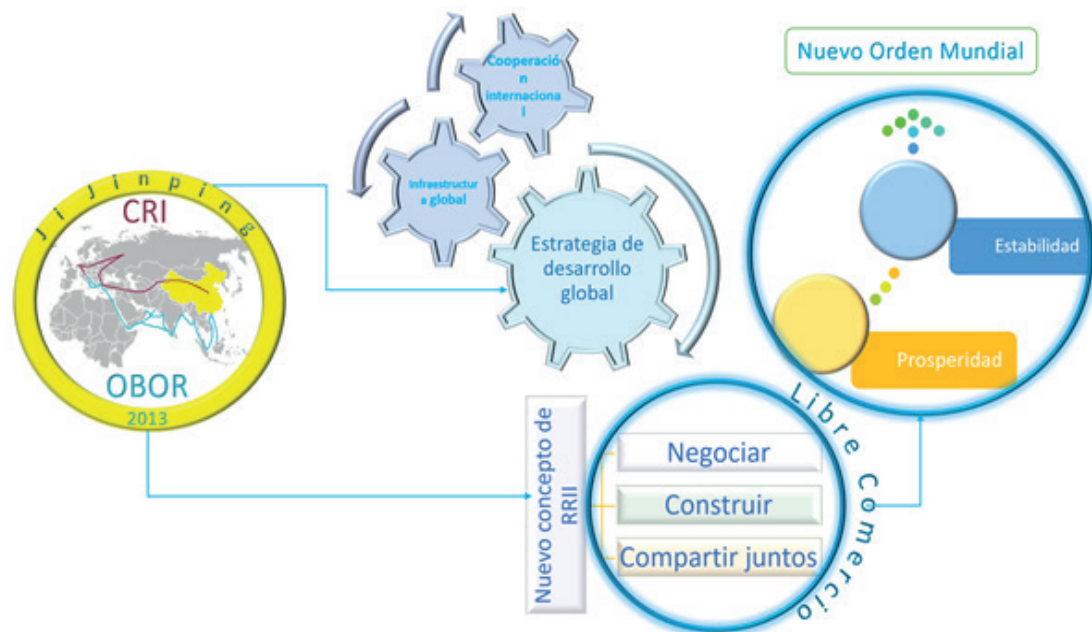 Ji Jinping
CRI
OBOR
2013
Cooperació
n
internaciona
l
Infraestructur
a global
Estrategia de
desarrollo
global
Nuevo Orden Mundial
Estabilidad
Prosperidad
Nuevo concepto de
RRII
Negociar
Construir
Compartir juntos
Libre Comercio